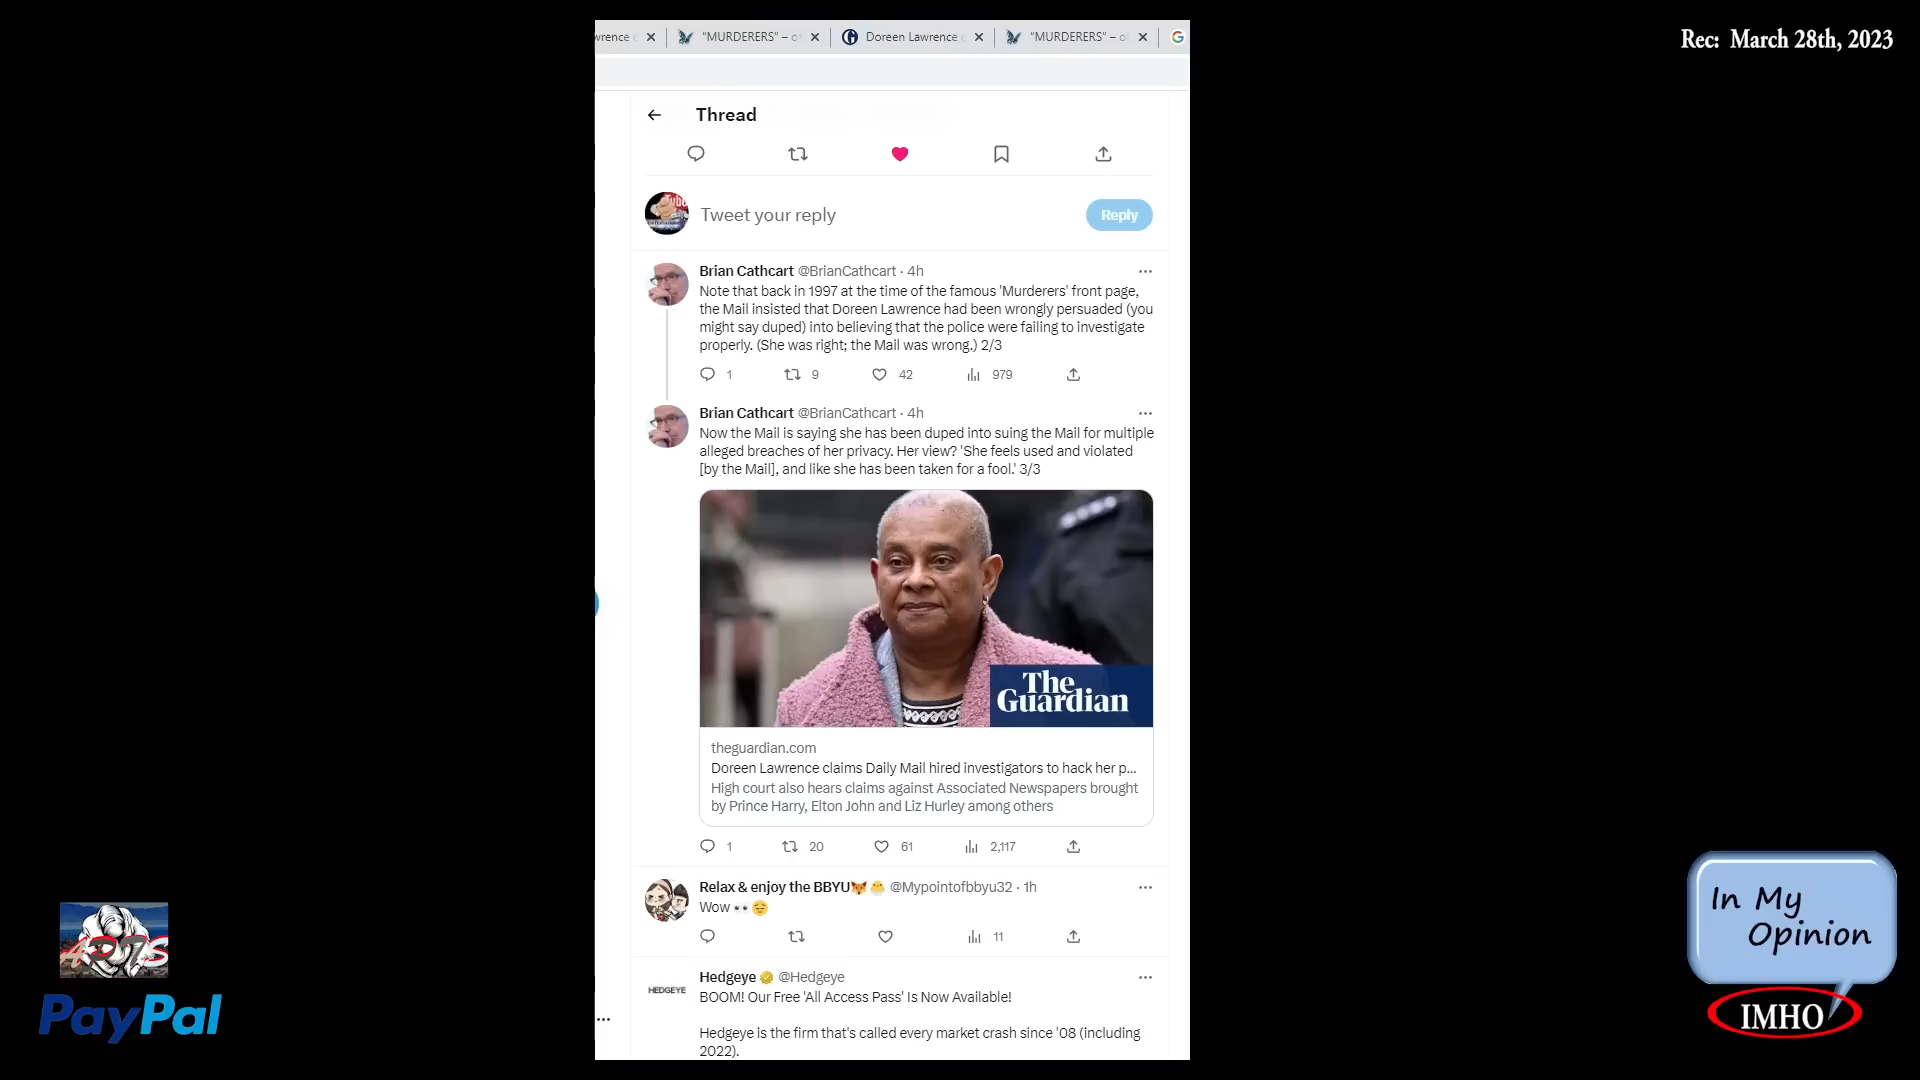 Rec: March 28th, 2023
wrence
"MURDERERS" – o
Doreen Lawrence
"MURDERERS" – o
Thread
Tweet your reply
Reply
Brian Cathcart @BrianCathcart · 4h
Note that back in 1997 at the time of the famous 'Murderers' front page,
the Mail insisted that Doreen Lawrence had been wrongly persuaded (you
might say duped) into believing that the police were failing to investigate
properly. (She was right; the Mail was wrong.) 2/3
1 9 42 979
Brian Cathcart @BrianCathcart · 4h
Now the Mail is saying she has been duped into suing the Mail for multiple
alleged breaches of her privacy. Her view? 'She feels used and violated
[by the Mail], and like she has been taken for a fool.' 3/3
The
Guardian
theguardian.com
Doreen Lawrence claims Daily Mail hired investigators to hack her p...
High court also hears claims against Associated Newspapers brought
by Prince Harry, Elton John and Liz Hurley among others
1 20 61 2,117
Relax & enjoy the BBYU🦊🐣 @Mypointofbbyu32 · 1h
Wow 👀😔
11
HEDGEYE
Hedgeye @Hedgeye
BOOM! Our Free 'All Access Pass' Is Now Available!
Hedgeye is the firm that's called every market crash since '08 (including
2022).
PayPal
In My
Opinion
IMHO